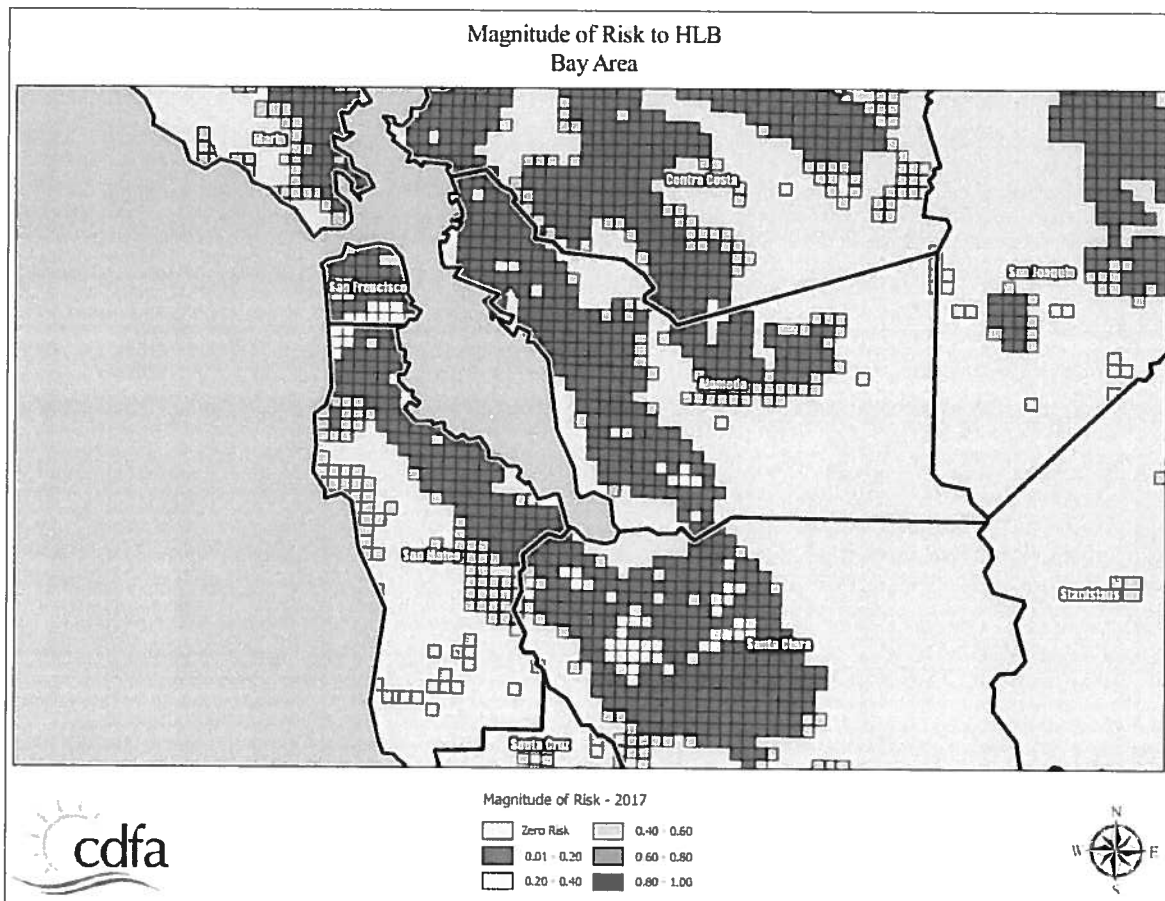 Magnitude of Risk to HLB
Bay Area
Marin
Contra Costa
San Francisco
San Joaquin
Alameda
San Mateo
Stanislaus
Santa Clara
Santa Cruz
Magnitude of Risk - 2017
Zero Risk
0.40 - 0.60
0.01 - 0.20
0.60 - 0.80
0.20 - 0.40
0.80 - 1.00
cdfa
N
W
E
S